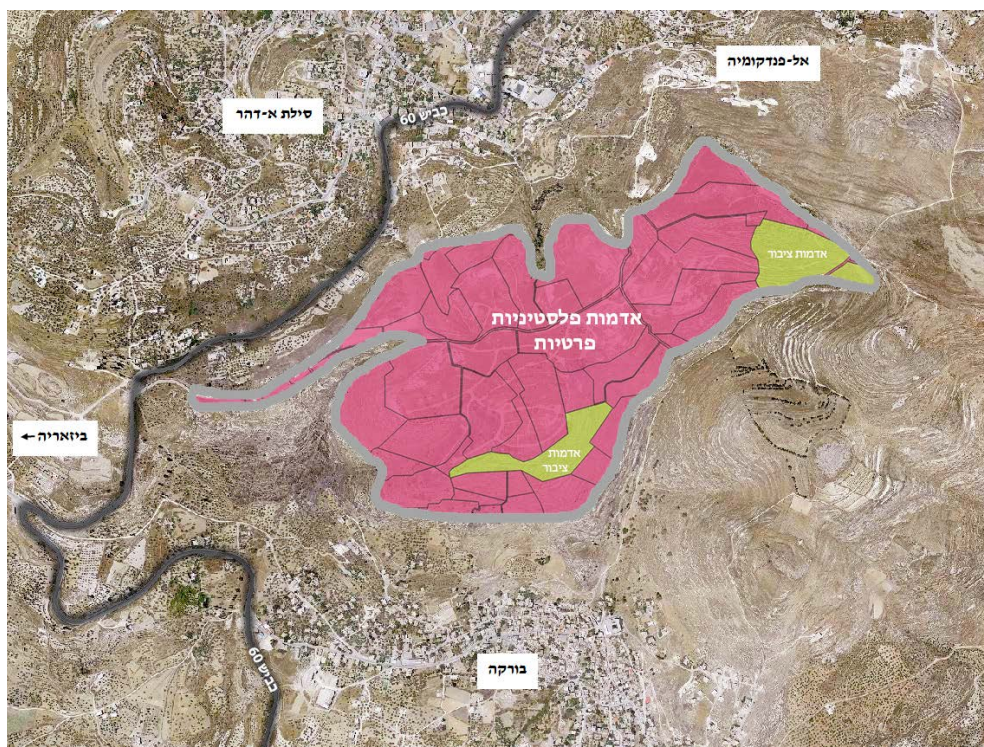 אל-פנדקומיה
סילת א-דהר
כביש 60
אדמות ציבור
אדמות פלסטיניות
פרטיות
ביזאריה ←
אדמות
ציבור
כביש 60
בורקה